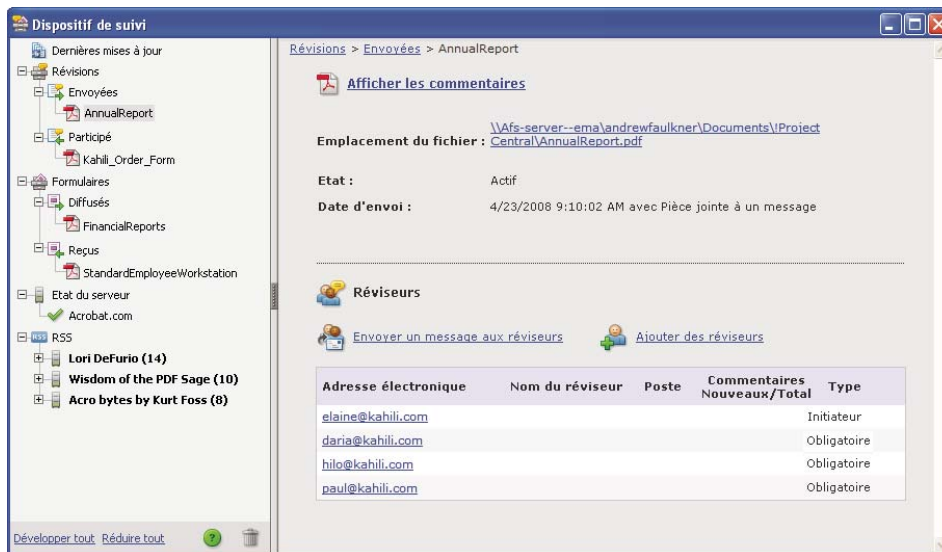 Dispositif de suivi
Dernières mises à jour
Révisions
Envoyées
AnnualReport
Participé
Kahili_Order_Form
Formulaires
Diffusés
FinancialReports
Reçus
StandardEmployeeWorkstation
Etat du serveur
Acrobat.com
RSS RSS
Lori DeFurio (14)
Wisdom of the PDF Sage (10)
Acro bytes by Kurt Foss (8)
Développer tout Réduire tout ?
Révisions > Envoyées > AnnualReport
Afficher les commentaires
Emplacement du fichier : \\Afs-server--ema\andrewfaulkner\Documents\!Project
Central\AnnualReport.pdf
Etat : Actif
Date d'envoi : 4/23/2008 9:10:02 AM avec Pièce jointe à un message
Réviseurs
Envoyer un message aux réviseurs Ajouter des réviseurs
Adresse électronique Nom du réviseur Poste Commentaires Nouveaux/Total Type
elaine@kahili.com Initiateur
daria@kahili.com Obligatoire
hilo@kahili.com Obligatoire
paul@kahili.com Obligatoire